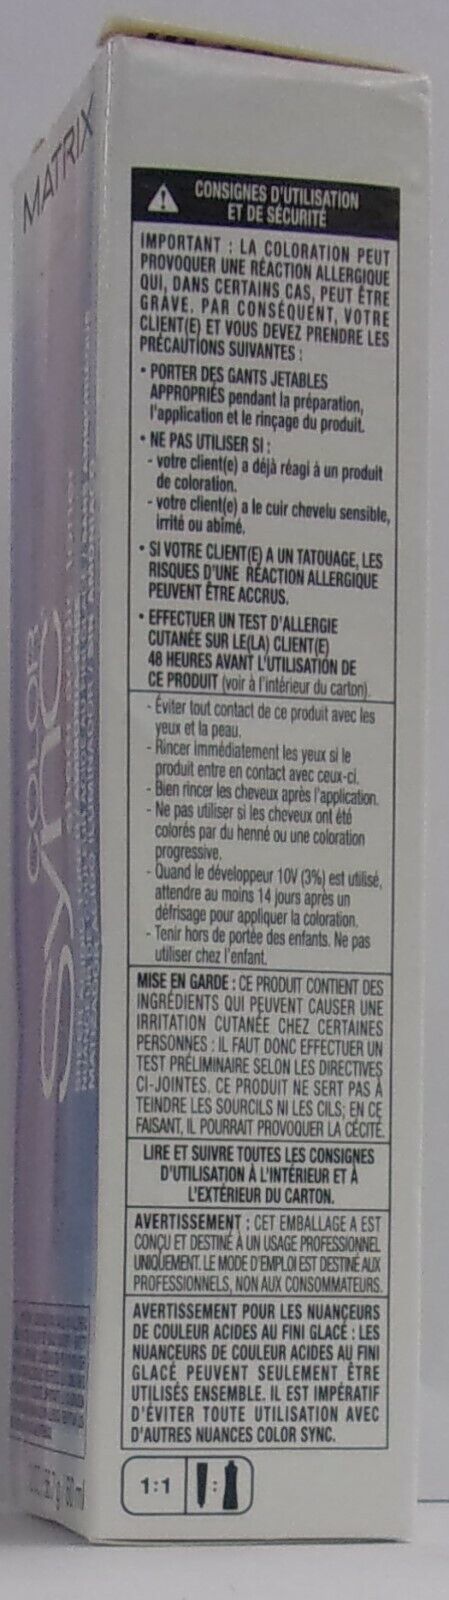 MATRIX
COLOR
Sync
CONSIGNES D'UTILISATION
ET DE SÉCURITÉ
IMPORTANT : LA COLORATION PEUT
PROVOQUER UNE RÉACTION ALLERGIQUE
QUI, DANS CERTAINS CAS, PEUT ÊTRE
GRAVE. PAR CONSÉQUENT, VOTRE
CLIENT(E) ET VOUS DEVEZ PRENDRE LES
PRÉCAUTIONS SUIVANTES :
• PORTER DES GANTS JETABLES
APPROPRIÉS pendant la préparation,
l'application et le rinçage du produit.
• NE PAS UTILISER SI :
- votre client(e) a déjà réagi à un produit
de coloration.
- votre client(e) a le cuir chevelu sensible,
irrité ou abîmé.
• SI VOTRE CLIENT(E) A UN TATOUAGE, LES
RISQUES D'UNE RÉACTION ALLERGIQUE
PEUVENT ÊTRE ACCRUS.
• EFFECTUER UN TEST D'ALLERGIE
CUTANÉE SUR LE(LA) CLIENT(E)
48 HEURES AVANT L'UTILISATION DE
CE PRODUIT (voir à l'intérieur du carton).
- Éviter tout contact de ce produit avec les
yeux et la peau.
- Rincer immédiatement les yeux si le
produit entre en contact avec ceux-ci.
- Bien rincer les cheveux après l'application.
- Ne pas utiliser si les cheveux ont été
colorés par du henné ou une coloration
progressive.
- Quand le développeur 10V (3%) est utilisé,
attendre au moins 14 jours après un
défrisage pour appliquer la coloration.
- Tenir hors de portée des enfants. Ne pas
utiliser chez l'enfant.
MISE EN GARDE : CE PRODUIT CONTIENT DES
INGRÉDIENTS QUI PEUVENT CAUSER UNE
IRRITATION CUTANÉE CHEZ CERTAINES
PERSONNES : IL FAUT DONC EFFECTUER UN
TEST PRÉLIMINAIRE SELON LES DIRECTIVES
CI-JOINTES. CE PRODUIT NE SERT PAS À
TEINDRE LES SOURCILS NI LES CILS; EN CE
FAISANT, IL POURRAIT PROVOQUER LA CÉCITÉ.
LIRE ET SUIVRE TOUTES LES CONSIGNES
D'UTILISATION À L'INTÉRIEUR ET À
L'EXTÉRIEUR DU CARTON.
AVERTISSEMENT : CET EMBALLAGE A EST
CONÇU ET DESTINÉ À UN USAGE PROFESSIONNEL
UNIQUEMENT. LE MODE D'EMPLOI EST DESTINÉ AUX
PROFESSIONNELS, NON AUX CONSOMMATEURS.
AVERTISSEMENT POUR LES NUANCEURS
DE COULEUR ACIDES AU FINI GLACÉ : LES
NUANCEURS DE COULEUR ACIDES AU FINI
GLACÉ PEUVENT SEULEMENT ÊTRE
UTILISÉS ENSEMBLE. IL EST IMPÉRATIF
D'ÉVITER TOUTE UTILISATION AVEC
D'AUTRES NUANCES COLOR SYNC.
1:1 :